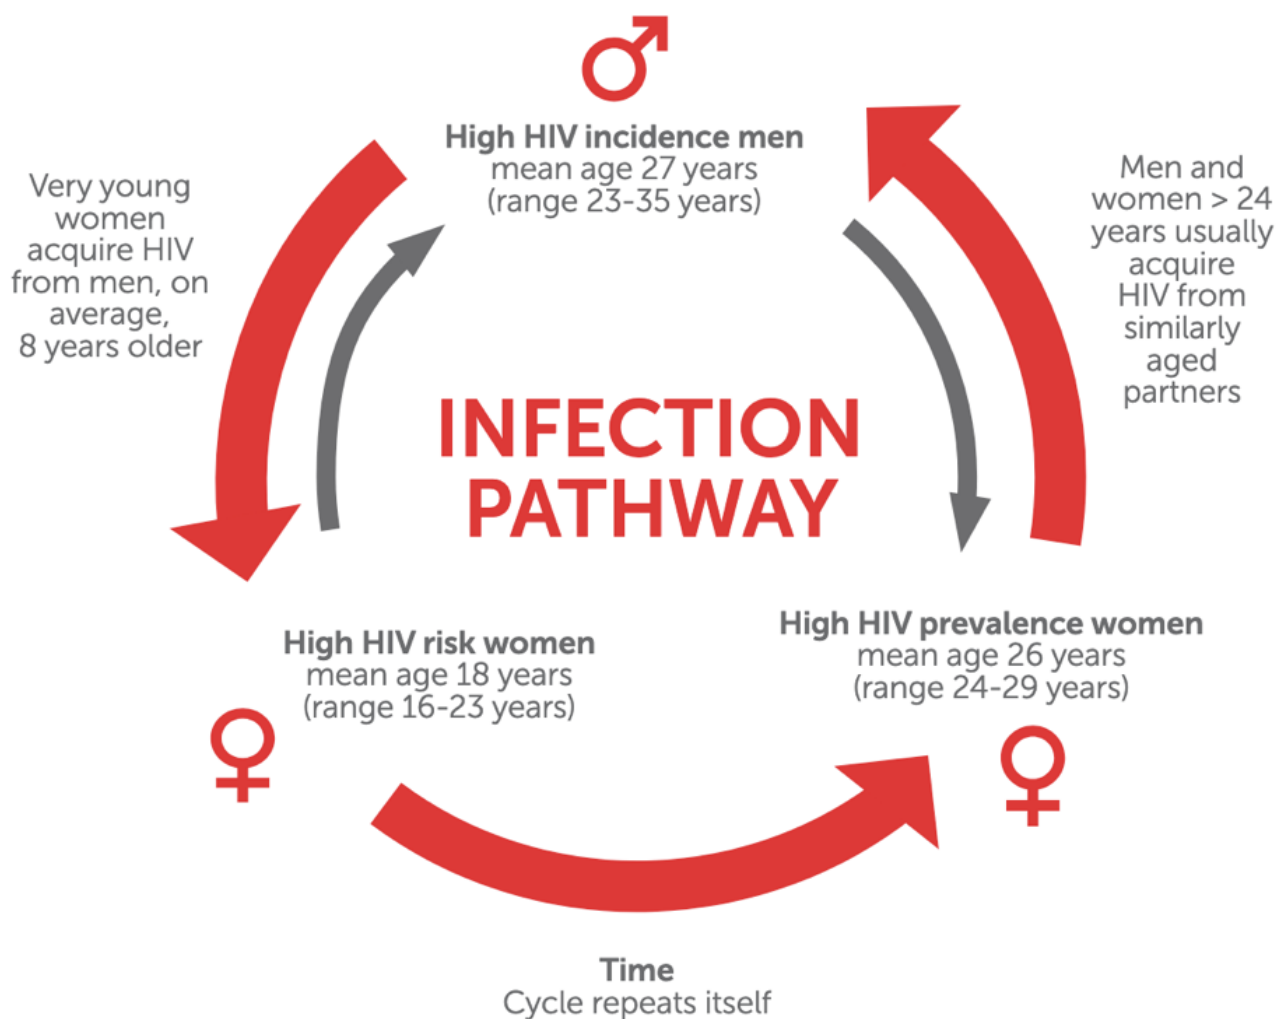 High HIV incidence men
mean age 27 years
(range 23-35 years)
Very young
women
acquire HIV
from men, on
average,
8 years older
Men and
women > 24
years usually
acquire
HIV from
similarly
aged
partners
INFECTION
PATHWAY
High HIV risk women
mean age 18 years
(range 16-23 years)
High HIV prevalence women
mean age 26 years
(range 24-29 years)
Time
Cycle repeats itself